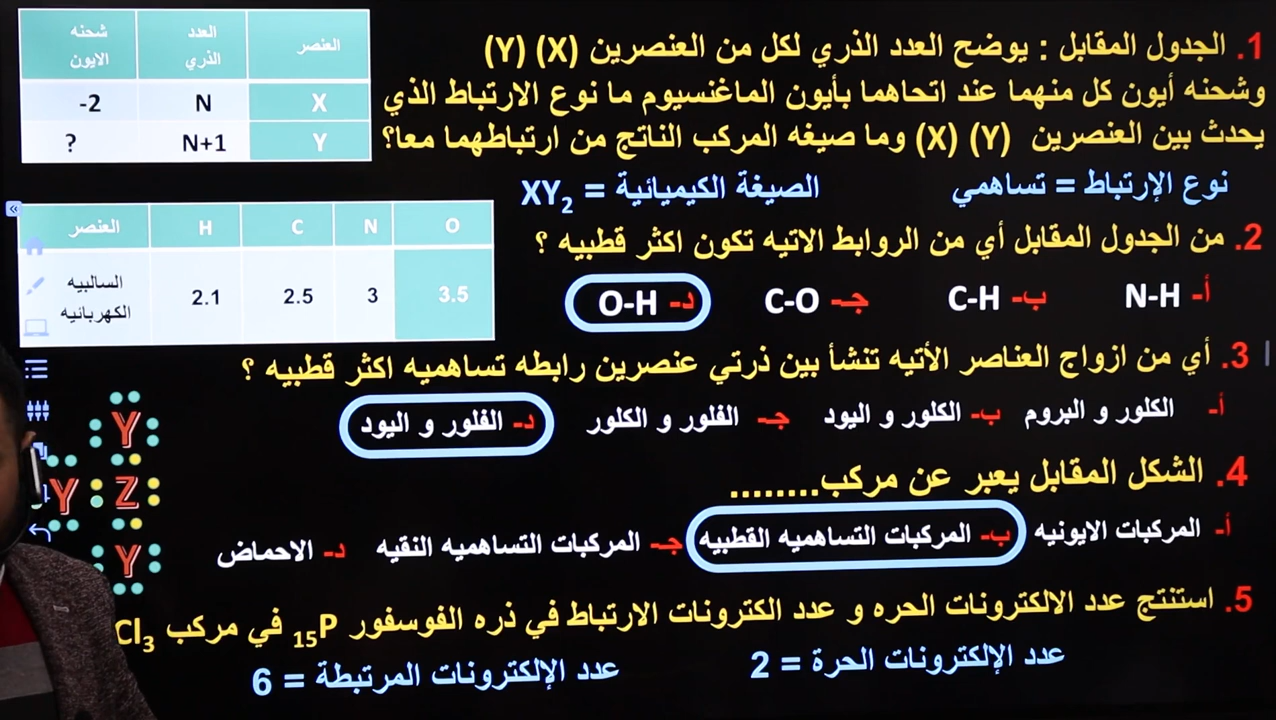 1. الجدول المقابل : يوضح العدد الذري لكل من العنصرين (X) (Y)
وشحنه أيون كل منهما عند اتحاهما بأيون الماغنسيوم ما نوع الارتباط الذي
يحدث بين العنصرين (Y) (X) وما صيغه المركب الناتج من ارتباطهما معا؟
العنصر العدد الذري شحنه الايون
X N -2
Y N+1 ?
نوع الإرتباط = تساهمي الصيغة الكيميائية = XY₂
2. من الجدول المقابل أي من الروابط الاتيه تكون اكثر قطبيه ؟
العنصر H C N O
السالبيه الكهربائيه 2.1 2.5 3 3.5
أ- N-H ب- C-H جـ- C-O د- O-H
3. أي من ازواج العناصر الأتيه تنشأ بين ذرتي عنصرين رابطه تساهميه اكثر قطبيه ؟
أ- الكلور و البروم ب- الكلور و اليود جـ- الفلور و الكلور د- الفلور و اليود
4. الشكل المقابل يعبر عن مركب........
Y
Y Z
Y
أ- المركبات الايونيه ب- المركبات التساهميه القطبيه جـ- المركبات التساهميه النقيه د- الاحماض
5. استنتج عدد الالكترونات الحره و عدد الكترونات الارتباط في ذره الفوسفور ₁₅P في مركب Cl₃
عدد الإلكترونات الحرة = 2 عدد الإلكترونات المرتبطة = 6